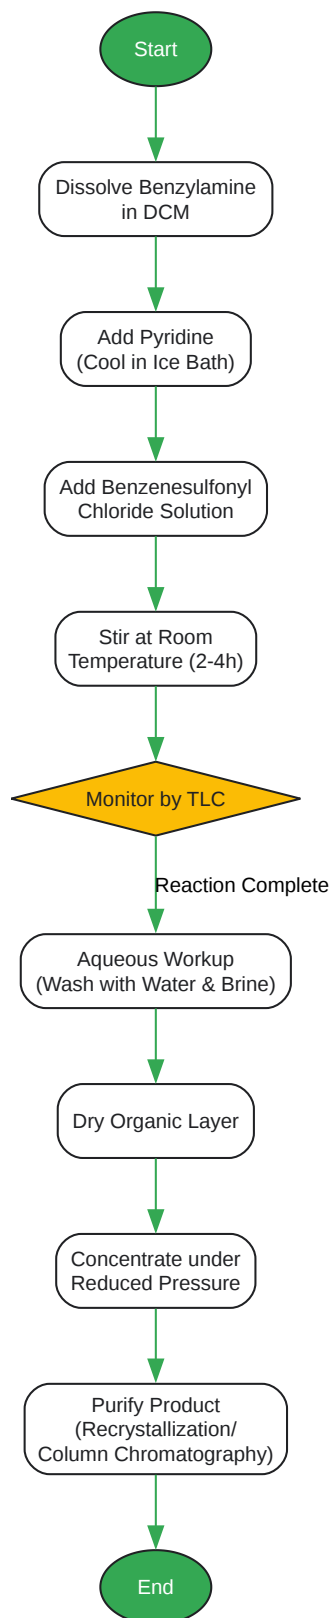 Start
Dissolve Benzylamine
in DCM
Add Pyridine
(Cool in Ice Bath)
Add Benzenesulfonyl
Chloride Solution
Stir at Room
Temperature (2-4h)
Monitor by TLC
Reaction Complete
Aqueous Workup
(Wash with Water & Brine)
Dry Organic Layer
Concentrate under
Reduced Pressure
Purify Product
(Recrystallization/
Column Chromatography)
End